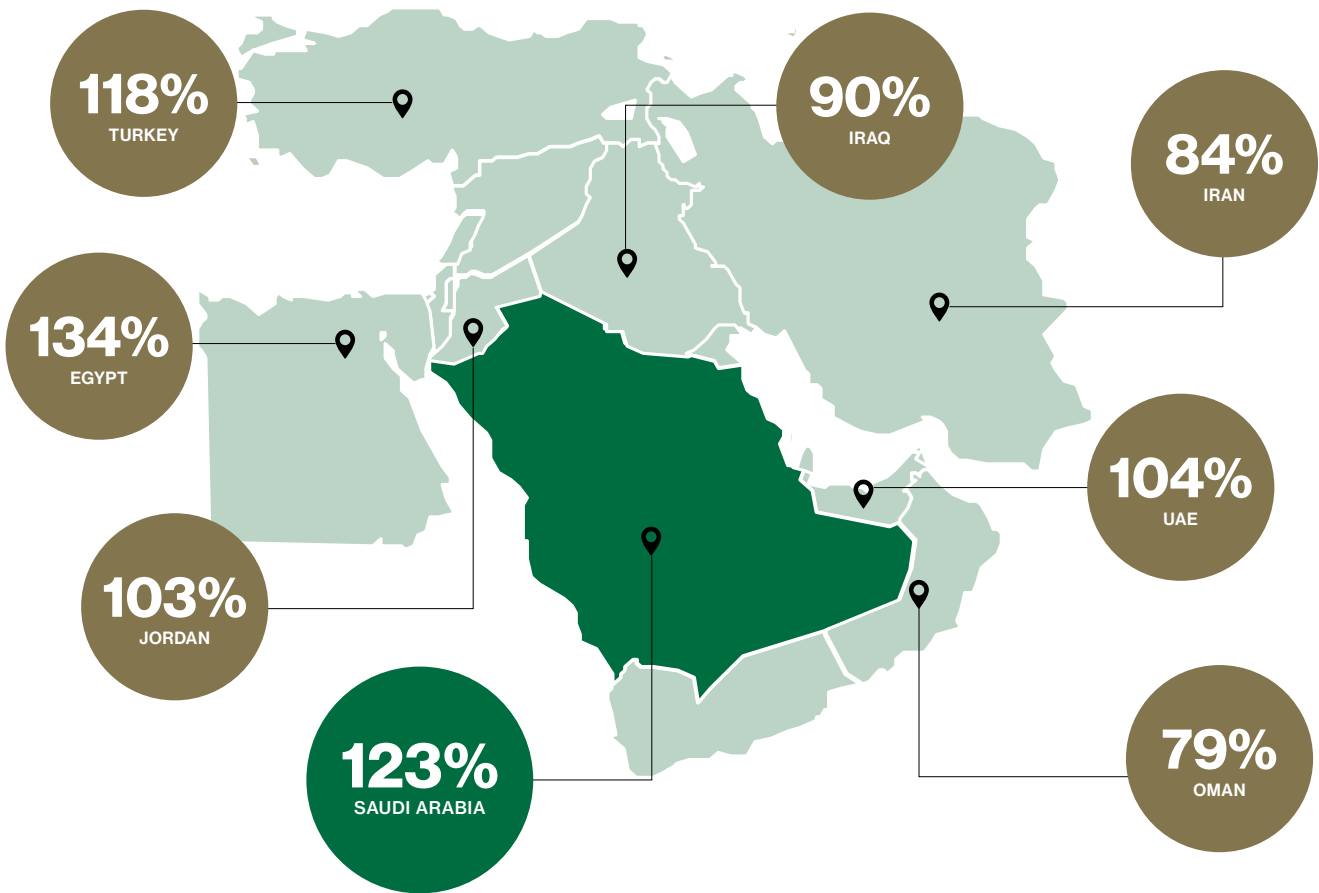 118%
TURKEY
90%
IRAQ
84%
IRAN
134%
EGYPT
104%
UAE
103%
JORDAN
123%
SAUDI ARABIA
79%
OMAN